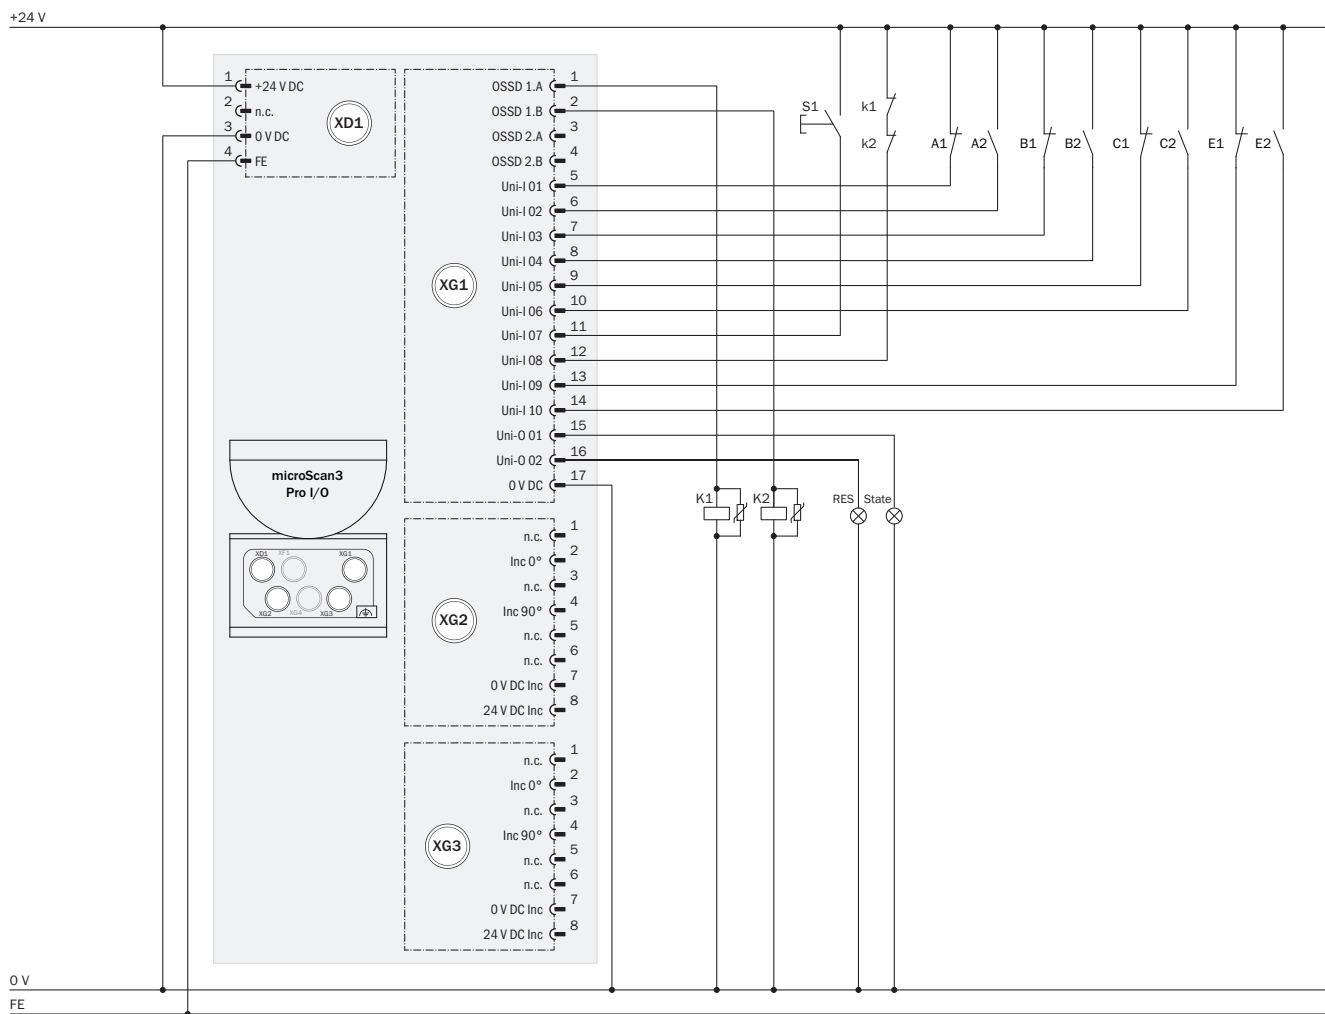 +24 V
XD1
1 +24 V DC
2 n.c.
3 0 V DC
4 FE
XG1
OSSD 1.A 1
OSSD 1.B 2
OSSD 2.A 3
OSSD 2.B 4
Uni-I 01 5
Uni-I 02 6
Uni-I 03 7
Uni-I 04 8
Uni-I 05 9
Uni-I 06 10
Uni-I 07 11
Uni-I 08 12
Uni-I 09 13
Uni-I 10 14
Uni-O 01 15
Uni-O 02 16
0 V DC 17
S1
k1
k2
A1 A2 B1 B2 C1 C2 E1 E2
K1 K2 RES State
microScan3
Pro I/O
XD1 XF1 XG1
XG2 XG4 XG3
XG2
n.c. 1
Inc 0° 2
n.c. 3
Inc 90° 4
n.c. 5
n.c. 6
0 V DC Inc 7
24 V DC Inc 8
XG3
n.c. 1
Inc 0° 2
n.c. 3
Inc 90° 4
n.c. 5
n.c. 6
0 V DC Inc 7
24 V DC Inc 8
0 V
FE